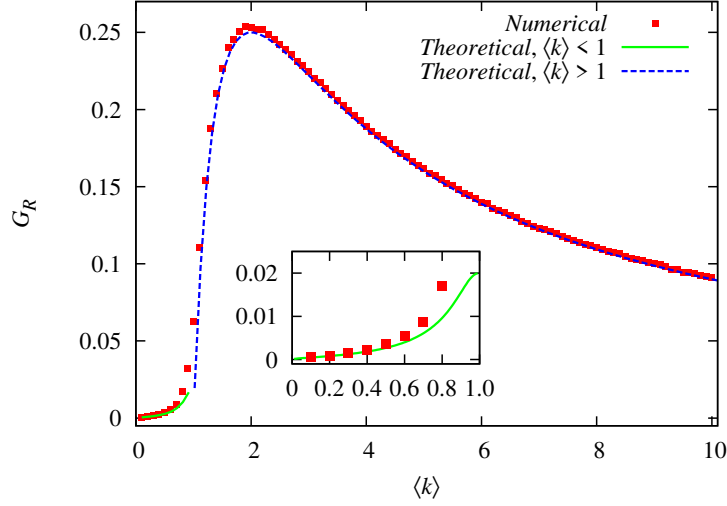 0.25
0.2
0.15
0.1
0.05
0
G_R
Numerical
Theoretical, ⟨k⟩ < 1
Theoretical, ⟨k⟩ > 1
0.02
0.01
0
0 0.2 0.4 0.6 0.8 1.0
0 2 4 6 8 10
⟨k⟩